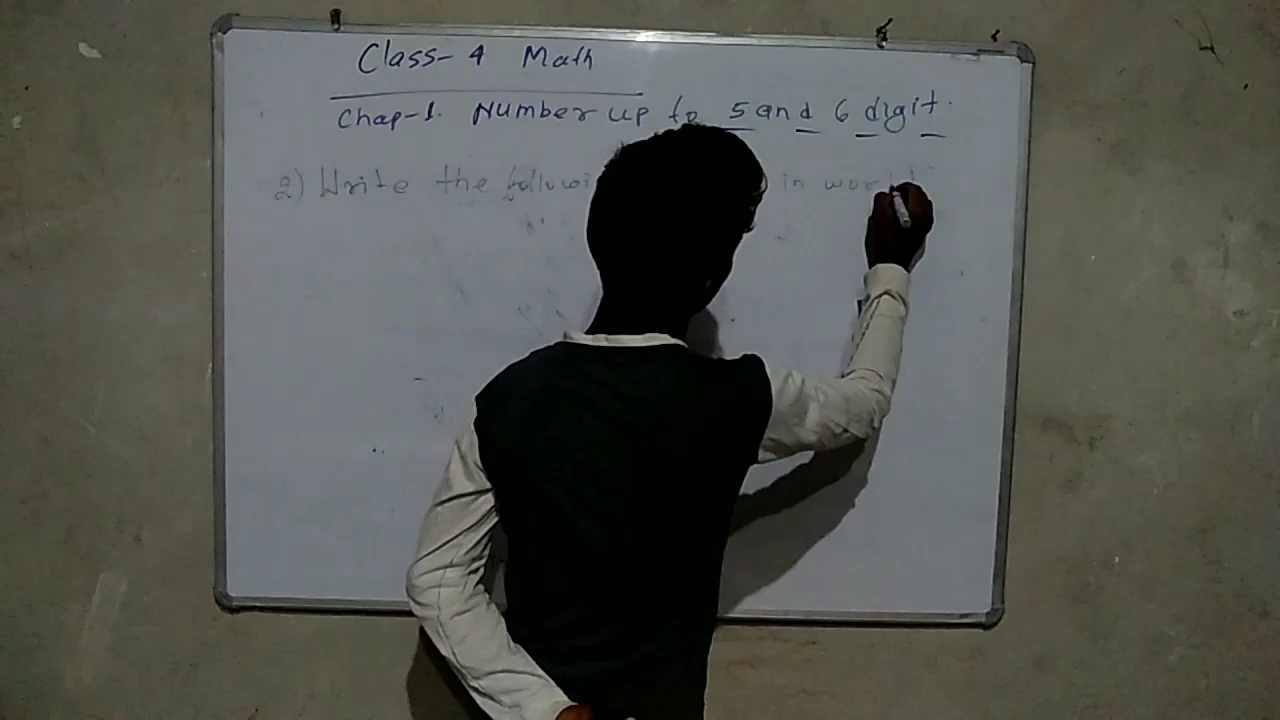 Class- 4 Math
Chap-1. Number up to 5 and 6 digit.
2) Write the in